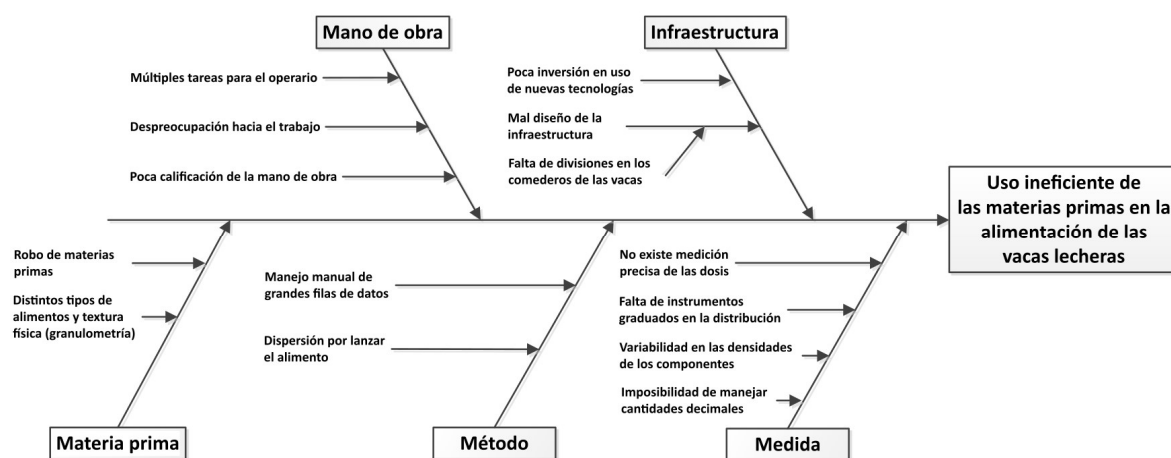 Mano de obra
Infraestructura
Múltiples tareas para el operario
Despreocupación hacia el trabajo
Poca calificación de la mano de obra
Poca inversión en uso
de nuevas tecnologías
Mal diseño de la
infraestructura
Falta de divisiones en los
comederos de las vacas
Uso ineficiente de
las materias primas en la
alimentación de las
vacas lecheras
Robo de materias
primas
Distintos tipos de
alimentos y textura
física (granulometría)
Manejo manual de
grandes filas de datos
Dispersión por lanzar
el alimento
No existe medición
precisa de las dosis
Falta de instrumentos
graduados en la distribución
Variabilidad en las densidades
de los componentes
Imposibilidad de manejar
cantidades decimales
Materia prima
Método
Medida